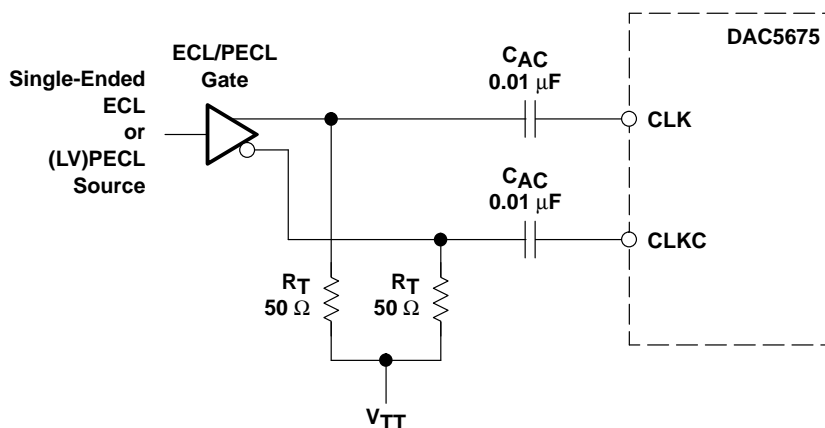 ECL/PECL
Gate
Single-Ended
ECL
or
(LV)PECL
Source
CAC
0.01 μF
DAC5675
CLK
CAC
0.01 μF
CLKC
RT
50 Ω
RT
50 Ω
VTT